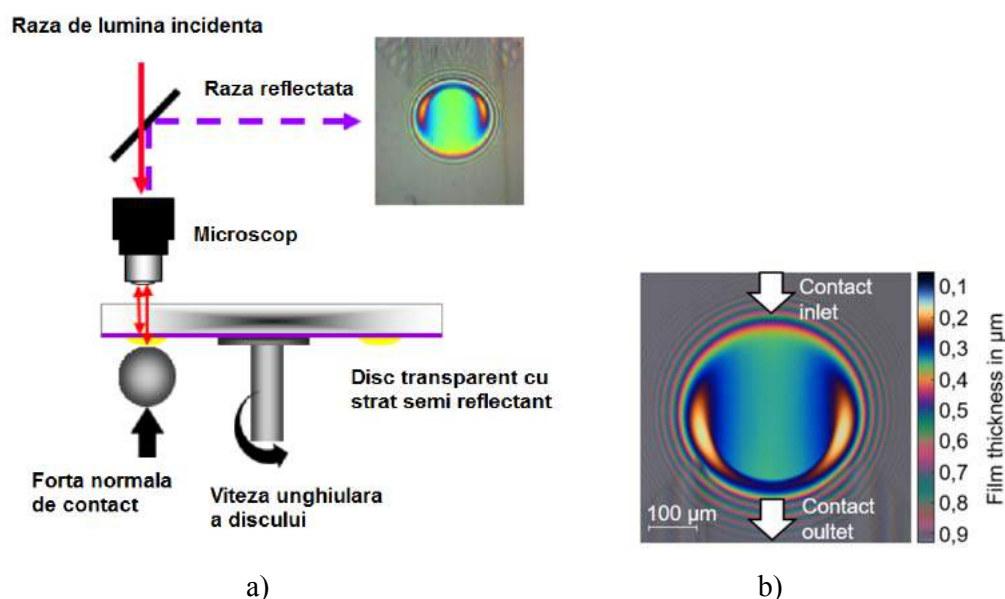 Raza de lumina incidenta
Raza reflectata
Microscop
Disc transparent cu
strat semi reflectant
Forta normala
de contact
Viteza unghiulara
a discului
a)
Contact
inlet
Contact
oultet
100 µm
0,1
0,2
0,3
0,4
0,5
0,6
0,7
0,8
0,9
Film thickness in µm
b)